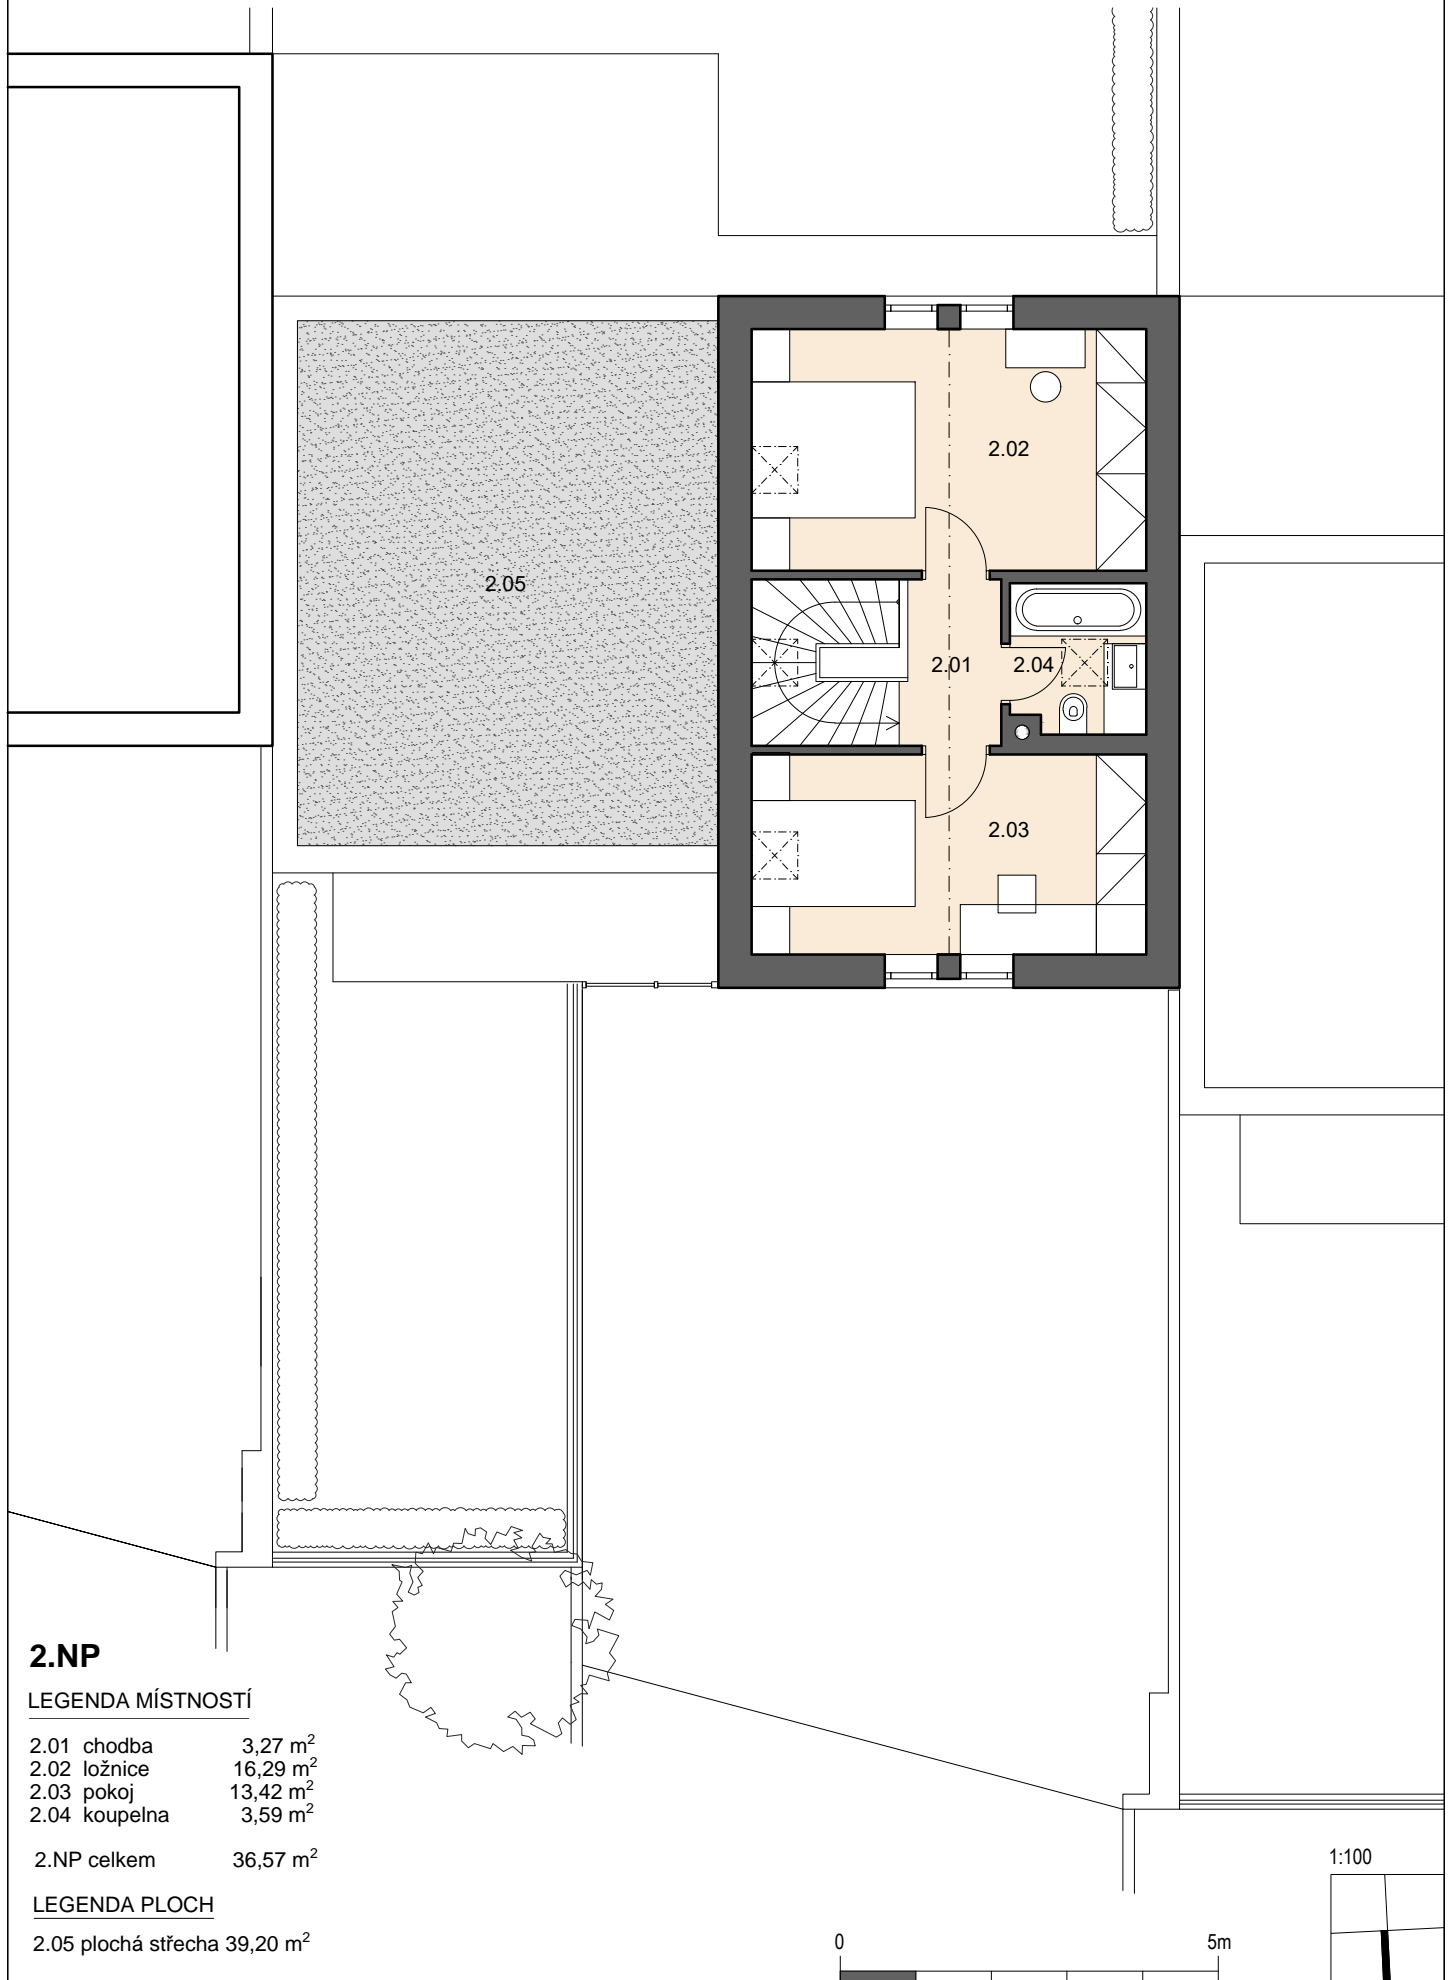 2.02
2.05
2.01
2.04
2.03
2.NP
LEGENDA MÍSTNOSTÍ
2.01 chodba 3,27 m²
2.02 ložnice 16,29 m²
2.03 pokoj 13,42 m²
2.04 koupelna 3,59 m²
2.NP celkem 36,57 m²
LEGENDA PLOCH
2.05 plochá střecha 39,20 m²
0 5m
1:100